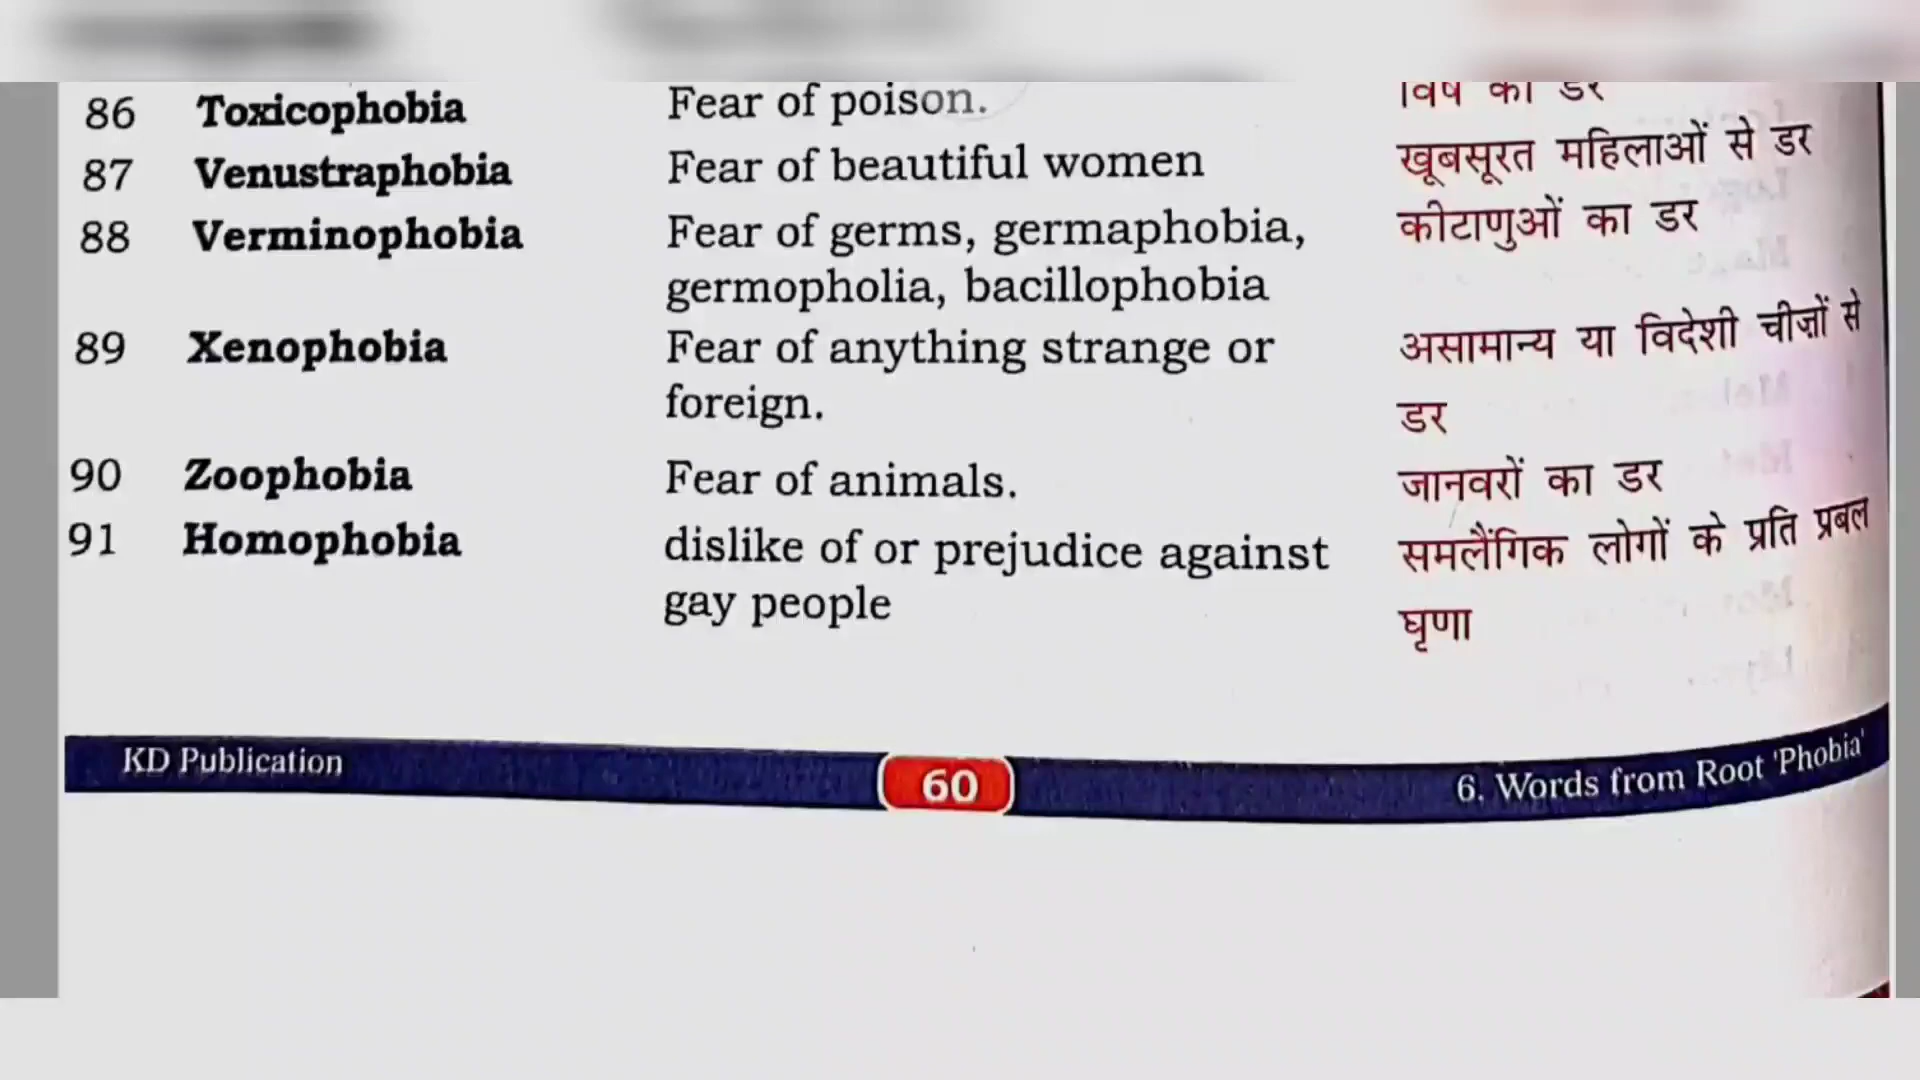 86 Toxicophobia Fear of poison. विष का डर
87 Venustraphobia Fear of beautiful women खूबसूरत महिलाओं से डर
88 Verminophobia Fear of germs, germaphobia, कीटाणुओं का डर
germopholia, bacillophobia
89 Xenophobia Fear of anything strange or असामान्य या विदेशी चीज़ों से
foreign. डर
90 Zoophobia Fear of animals. जानवरों का डर
91 Homophobia dislike of or prejudice against समलैंगिक लोगों के प्रति प्रबल
gay people घृणा
KD Publication 60 6. Words from Root 'Phobia'